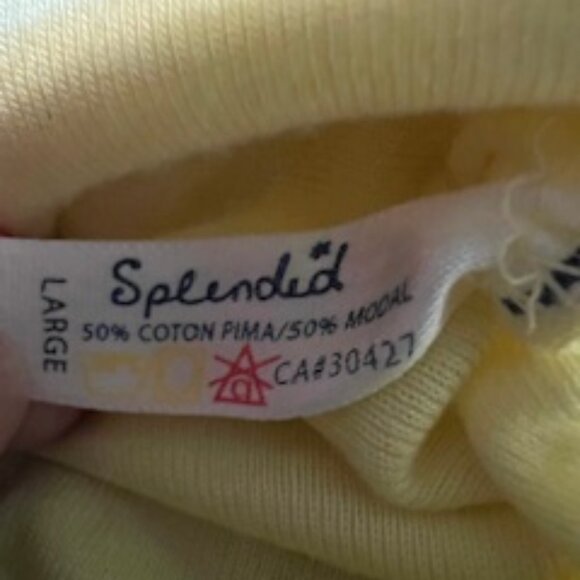 LARGE
Splendid
50% COTON PIMA/50% MODAL
CA#30427